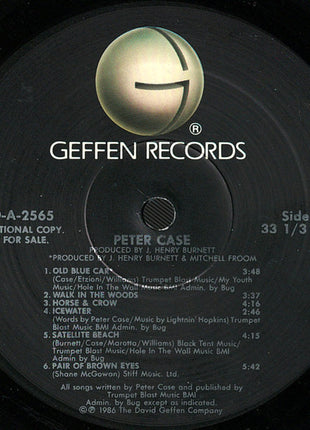 ®
GEFFEN RECORDS
-A-2565
Side
TIONAL COPY.
33 1/3
FOR SALE.
PETER CASE
PRODUCED BY J. HENRY BURNETT
*PRODUCED BY J. HENRY BURNETT & MITCHELL FROOM
1. OLD BLUE CAR* 3:48
(Case/Etzioni/Williams) Trumpet Blast Music/My Youth
Music/Hole In The Wall Music BMI Admin. by Bug
2. WALK IN THE WOODS 3:37
3. HORSE & CROW 4:16
4. ICEWATER 2:46
(Words by Peter Case/Music by Lightnin' Hopkins) Trumpet
Blast Music BMI Admin. by Bug
5. SATELLITE BEACH 4:15
(Burnett/Case/Marotta/Williams) Black Tent Music/
Trumpet Blast Music/Hole In The Wall Music BMI
Admin. by Bug
6. PAIR OF BROWN EYES 5:42
(Shane McGowan) Stiff Music Ltd.
All songs written by Peter Case and published by
Trumpet Blast Music BMI
Admin. by Bug except as noted.
℗ © 1986 The David Geffen Company